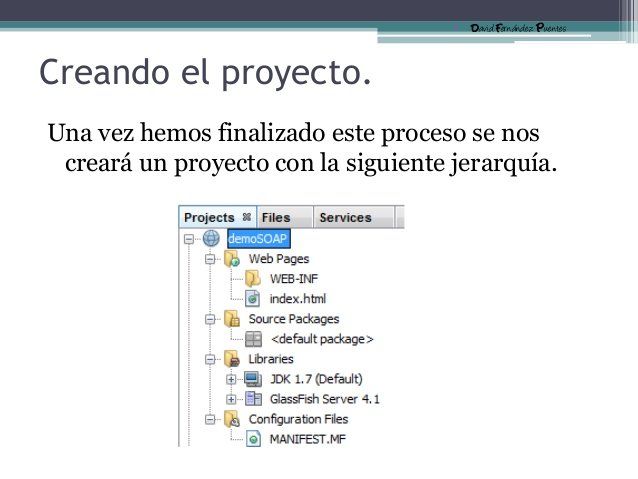 David Fernández Puentes
Creando el proyecto.
Una vez hemos finalizado este proceso se nos
creará un proyecto con la siguiente jerarquía.
Projects Files Services
demoSOAP
Web Pages
WEB-INF
index.html
Source Packages
<default package>
Libraries
JDK 1.7 (Default)
GlassFish Server 4.1
Configuration Files
MANIFEST.MF